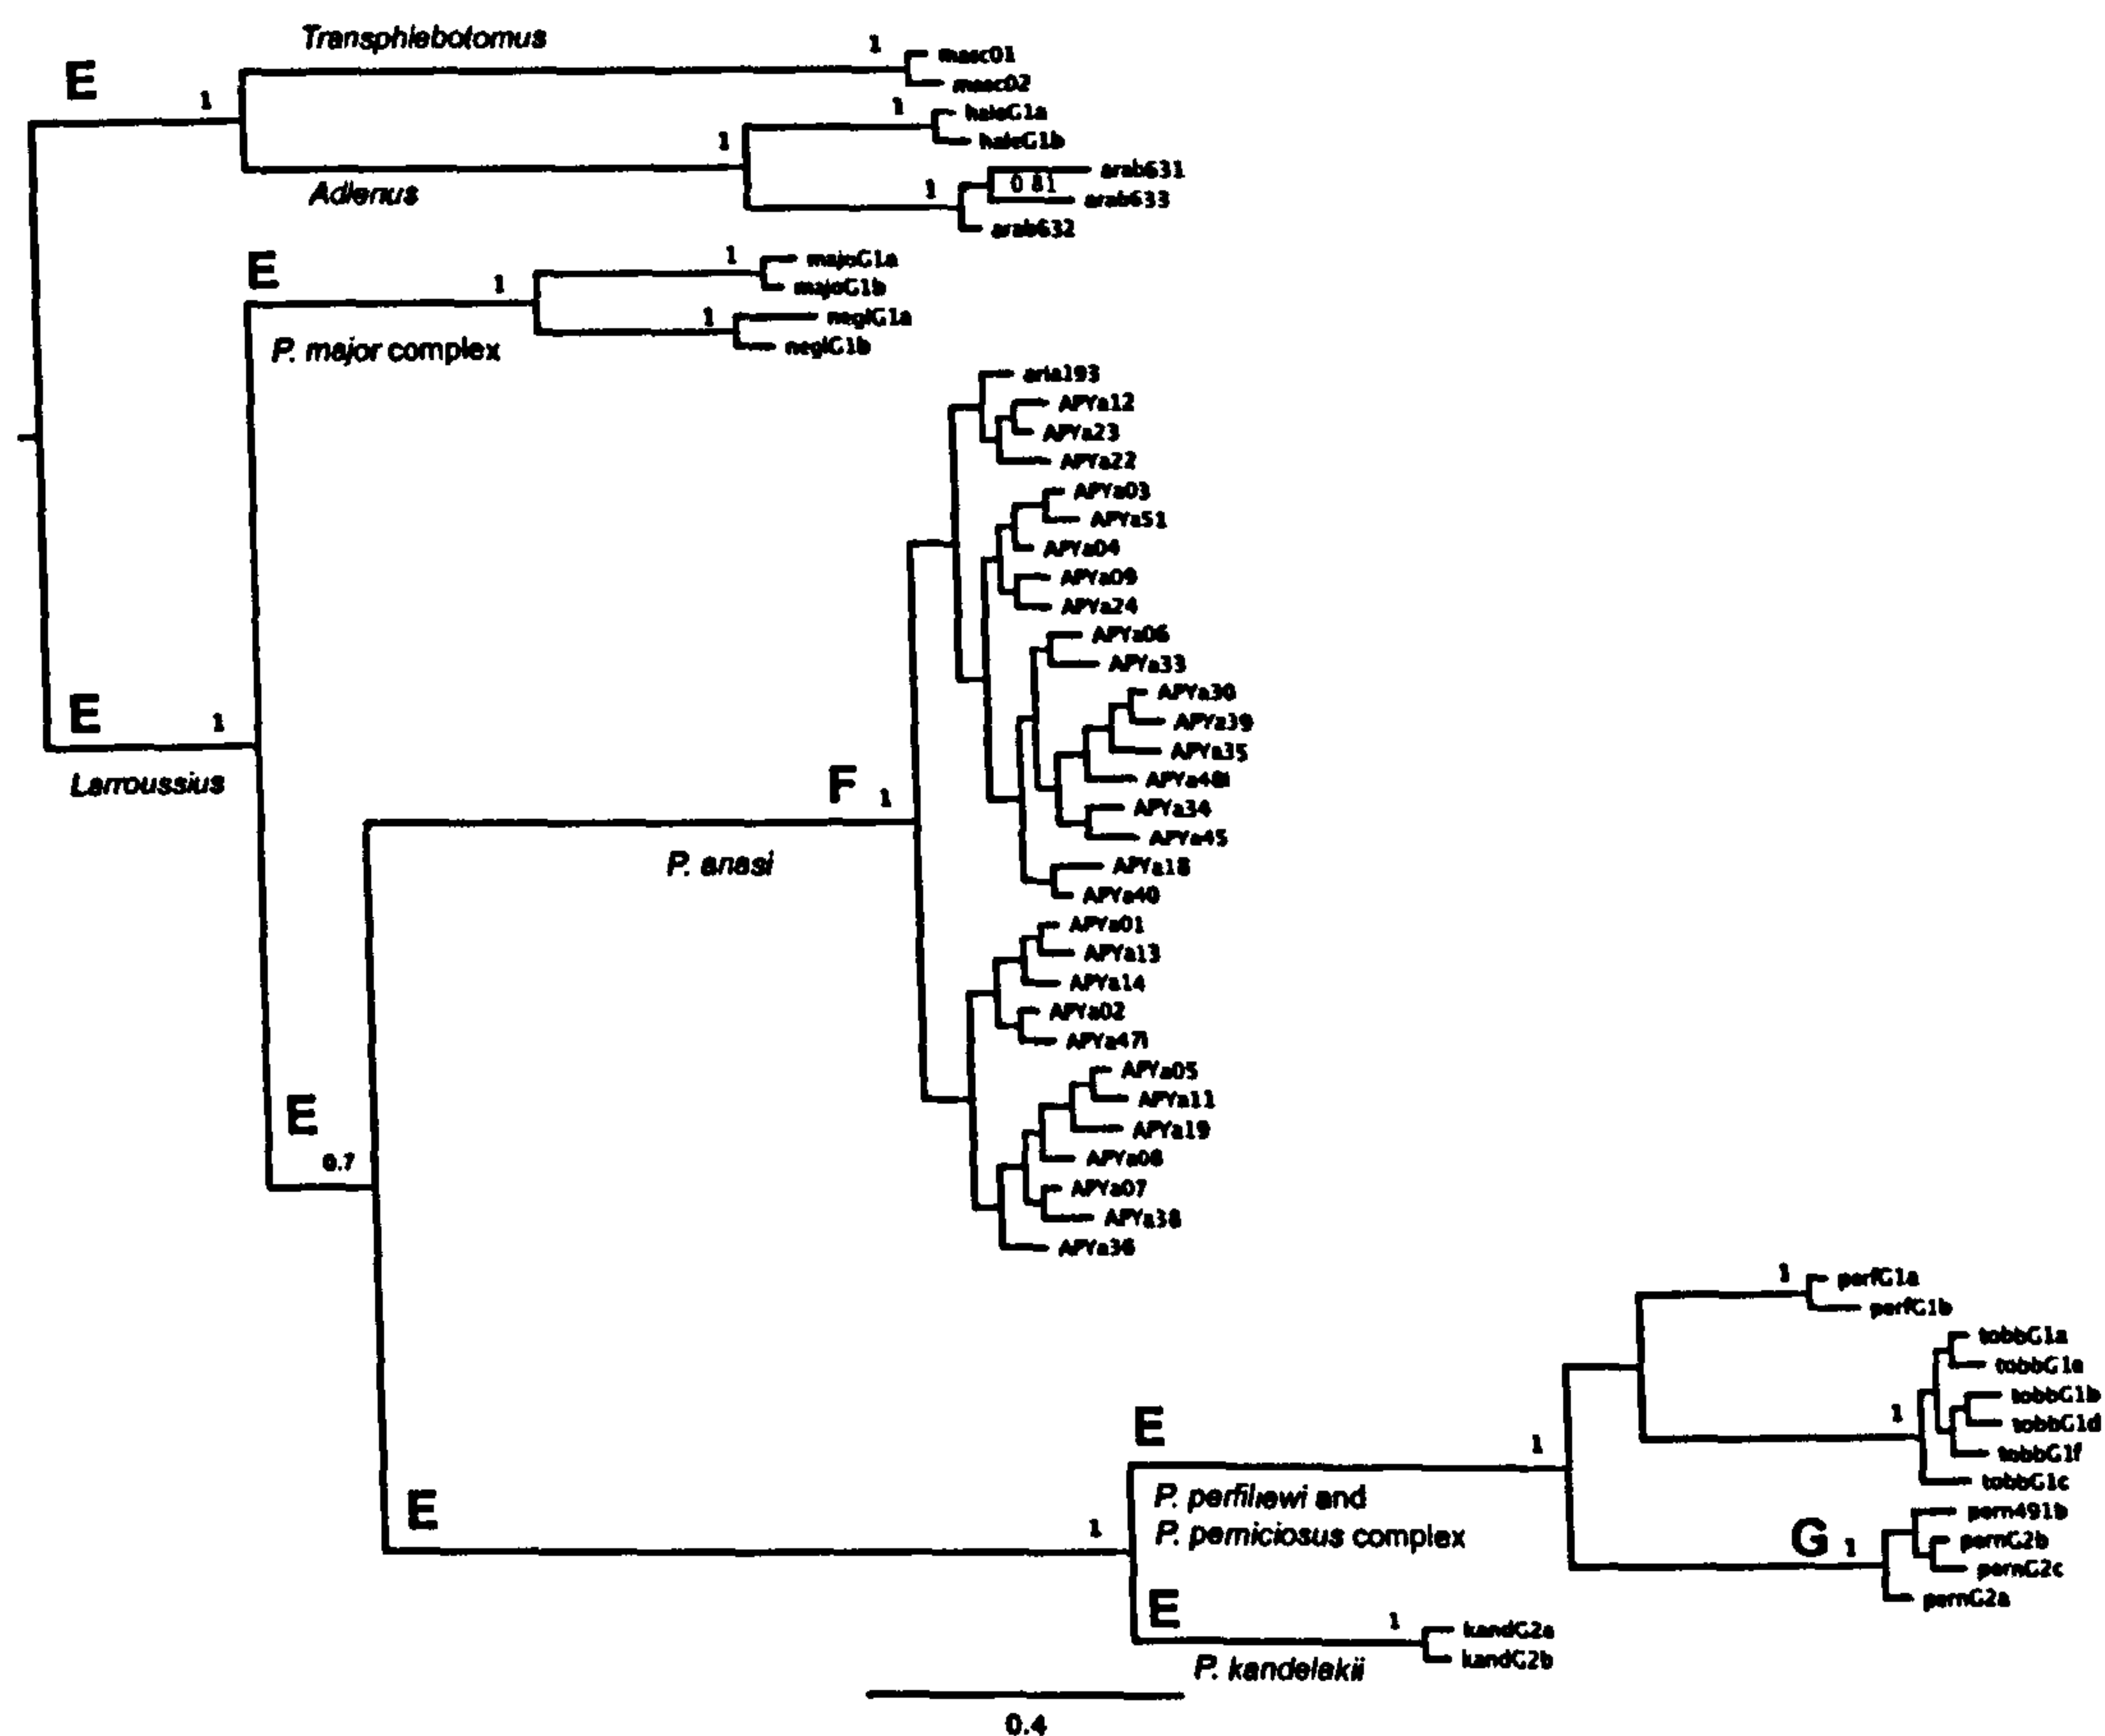 Transphlebotomus
E
1
1
masc01
masc02
1
haleG1a
haleG1b
1
arab631
0.81
arab633
1
arab632
Adlenus
E
1
1
majoG1a
majoG1b
1
neglG1a
neglG1b
P. major complex
aria193
APYa12
APYa23
APYa22
APYa03
APYa51
APYa04
APYa09
APYa24
APYa06
APYa33
APYa30
APYa39
E
1
APYa35
Larroussius
APYa48i
F
1
APYa34
APYa45
P. anasi
APYa18
APYa40
APYa01
APYa13
APYa14
APYa02
APYa47i
APYa05
E
APYa11
APYa19
0.7
APYa08
APYa07
APYa38
APYa36
1
perfG1a
perfG1b
tobbG1a
tobbG1e
tobbG1b
1
tobbG1d
E
1
tobbG1f
tobbG1c
P. perfiliewi and
P. perniciosus complex
E
1
pern491b
G
1
pernG2b
pernG2c
pernG2a
E
1
kandG2a
kandG2b
P. kandelakii
0.4